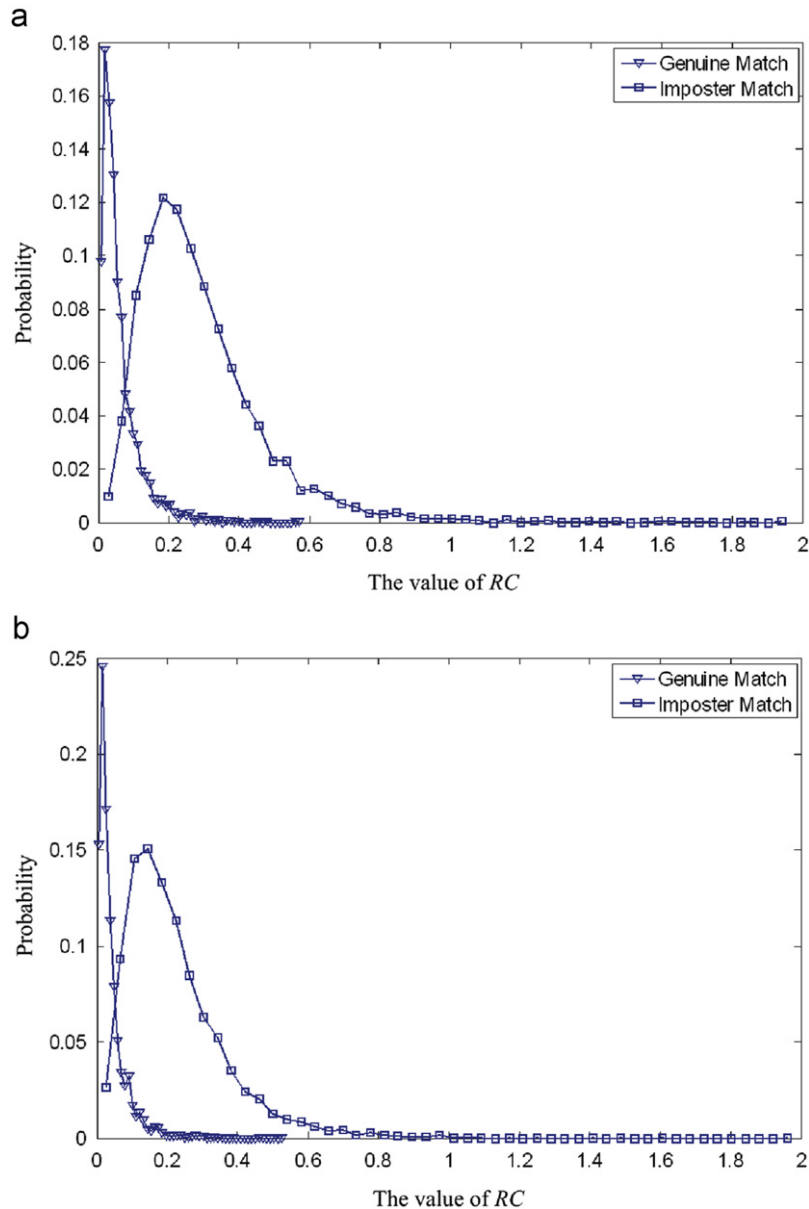 a
0.18
0.16
0.14
0.12
0.1
0.08
0.06
0.04
0.02
0
Probability
Genuine Match
Imposter Match
0 0.2 0.4 0.6 0.8 1 1.2 1.4 1.6 1.8 2
The value of RC
b
0.25
0.2
0.15
0.1
0.05
0
Probability
Genuine Match
Imposter Match
0 0.2 0.4 0.6 0.8 1 1.2 1.4 1.6 1.8 2
The value of RC